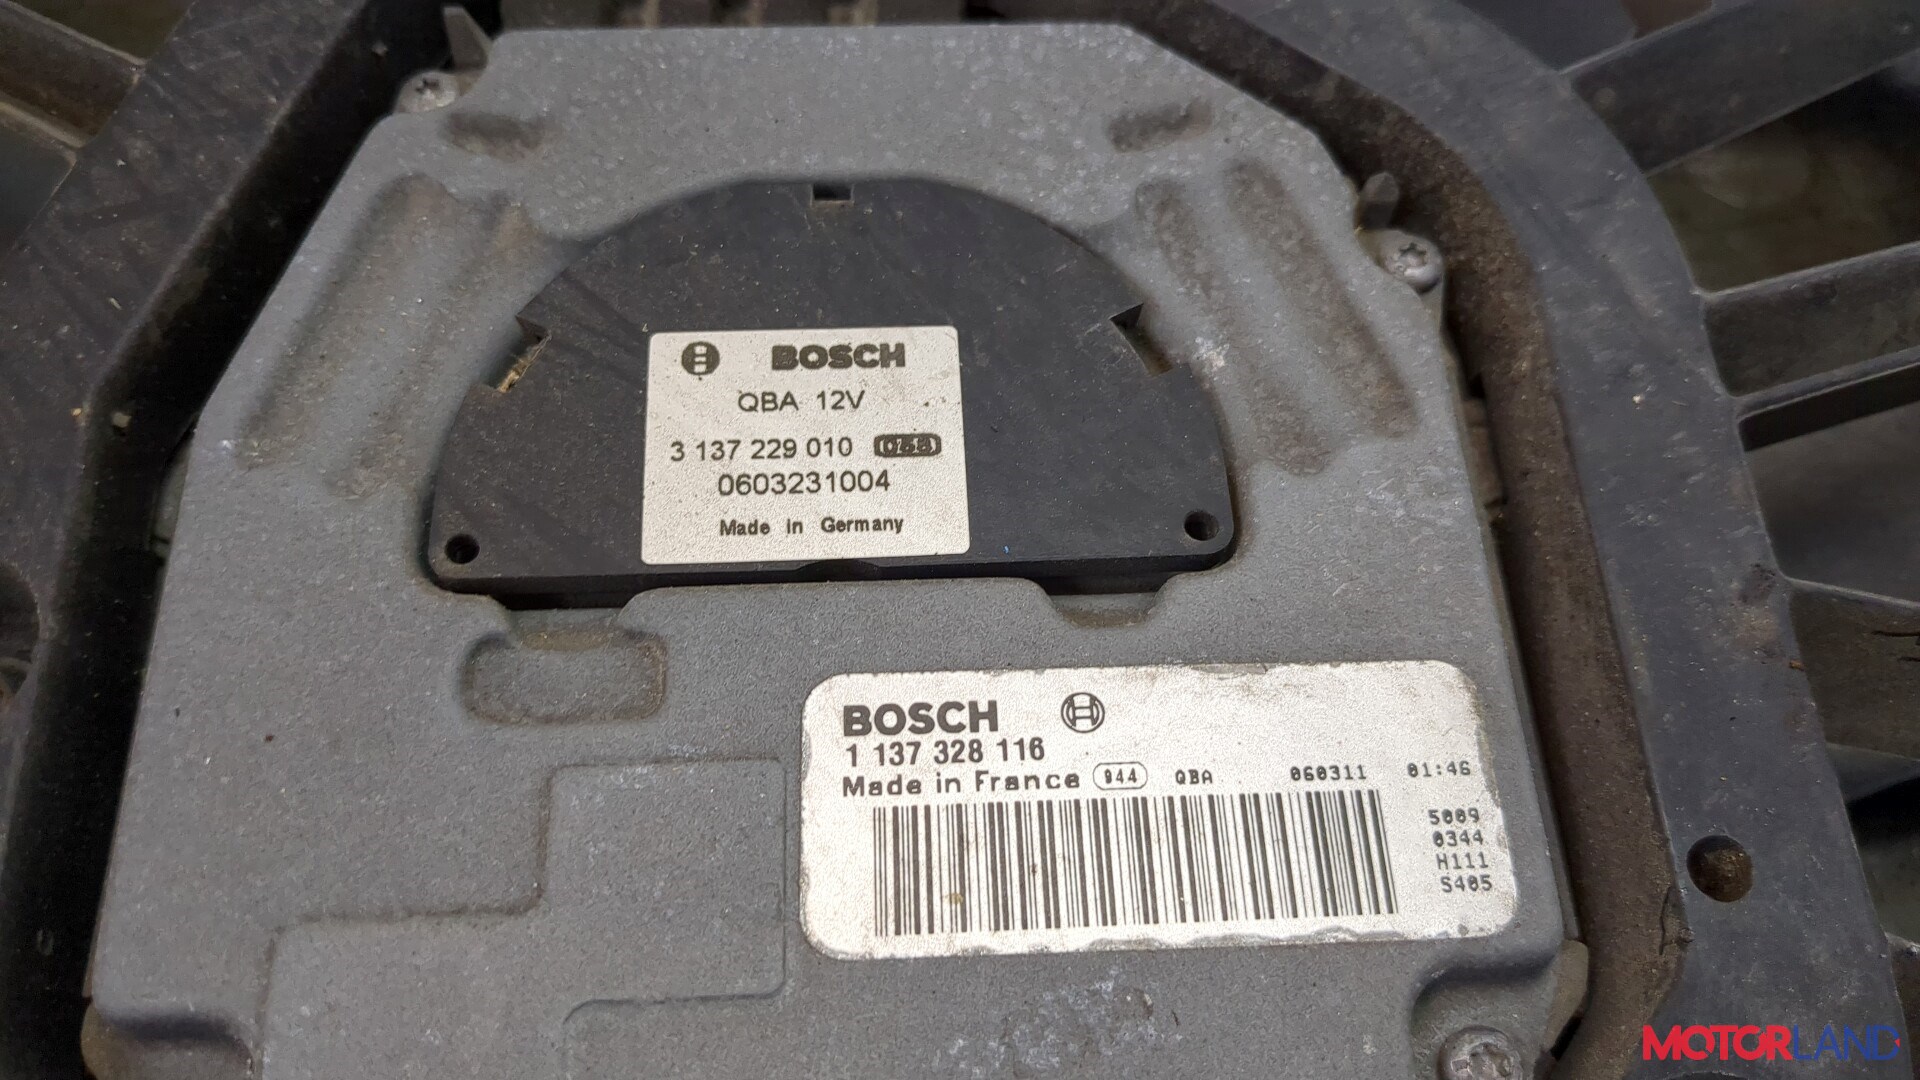 BOSCH
QBA 12V
3 137 229 010
0603231004
Made in Germany
BOSCH
1 137 328 116
Made in France 944 QBA 060311 01:46
5009
0344
H111
S405
MOTORLAND